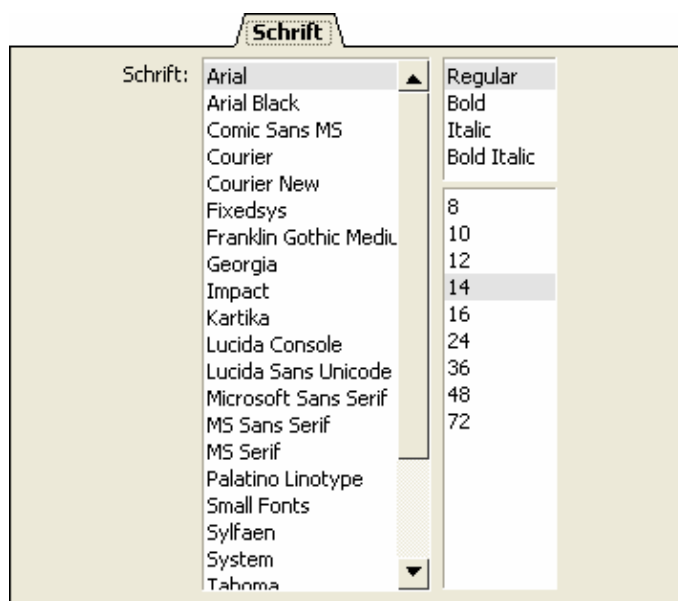 Schrift
Schrift:
Arial
Arial Black
Comic Sans MS
Courier
Courier New
Fixedsys
Franklin Gothic Mediu
Georgia
Impact
Kartika
Lucida Console
Lucida Sans Unicode
Microsoft Sans Serif
MS Sans Serif
MS Serif
Palatino Linotype
Small Fonts
Sylfaen
System
Tahoma
Regular
Bold
Italic
Bold Italic
8
10
12
14
16
24
36
48
72